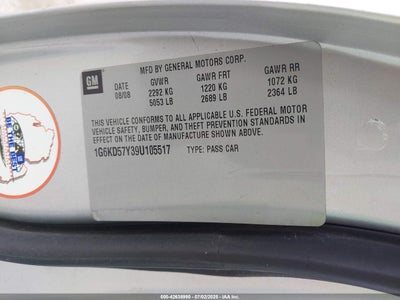 MFD BY GENERAL MOTORS CORP.
GM
DATE GVWR GAWR FRT GAWR RR
08/08 2292 KG 1220 KG 1072 KG
5053 LB 2689 LB 2364 LB
THIS VEHICLE CONFORMS TO ALL APPLICABLE U.S. FEDERAL MOTOR
VEHICLE SAFETY, BUMPER, AND THEFT PREVENTION STANDARDS IN
EFFECT ON THE DATE OF MANUFACTURE SHOWN ABOVE.
1G6KD57Y39U105517 TYPE: PASS CAR
500-42638990 - 07/02/2025 - IAA Inc.